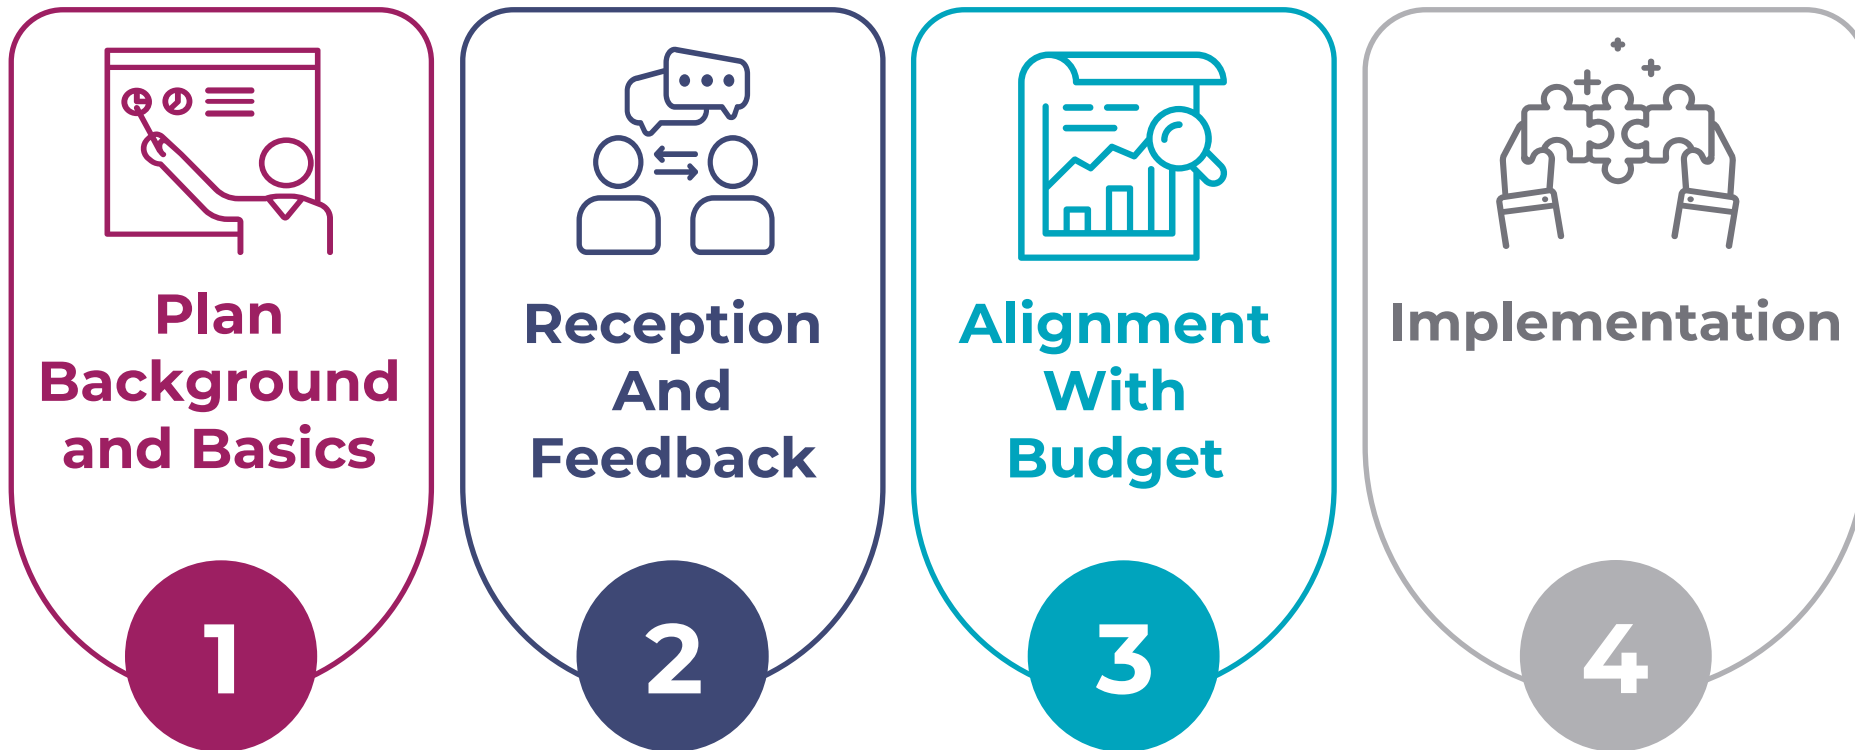 Plan
Background
and Basics
1
Reception
And
Feedback
2
Alignment
With
Budget
3
Implementation
4